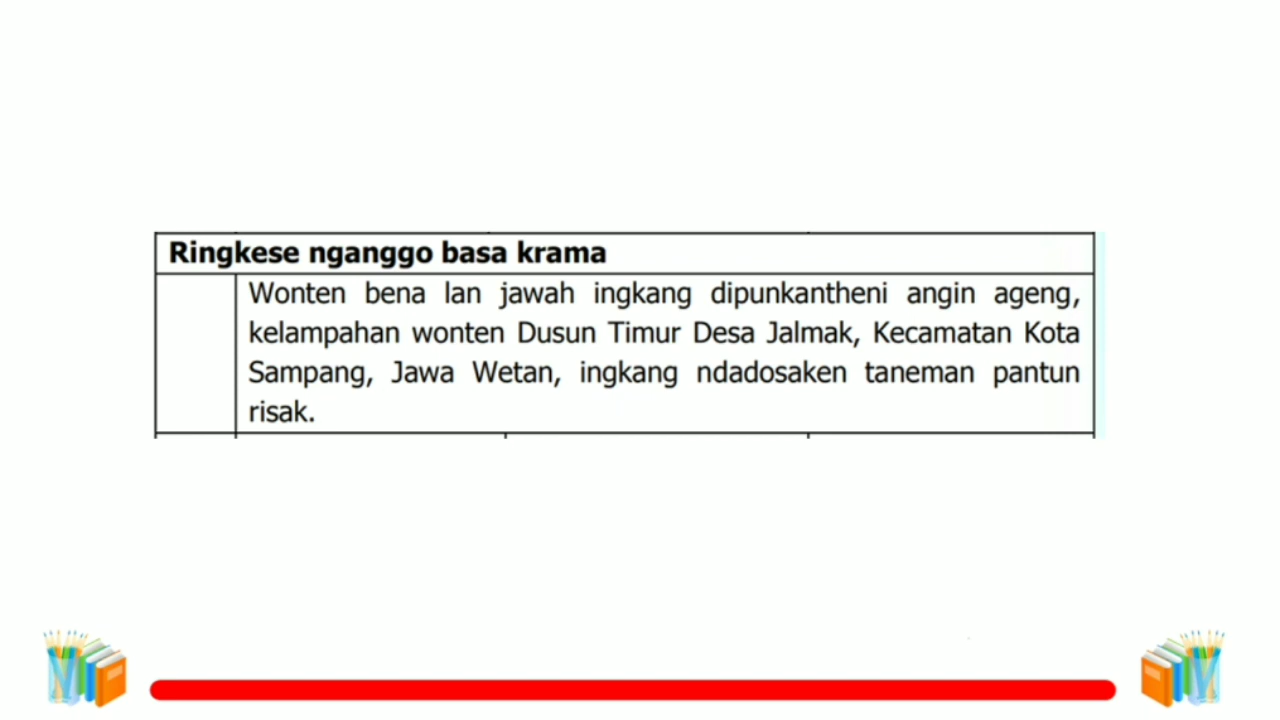 Ringkese nganggo basa krama
Wonten bena lan jawah ingkang dipunkantheni angin ageng,
kelampahan wonten Dusun Timur Desa Jalmak, Kecamatan Kota
Sampang, Jawa Wetan, ingkang ndadosaken taneman pantun
risak.